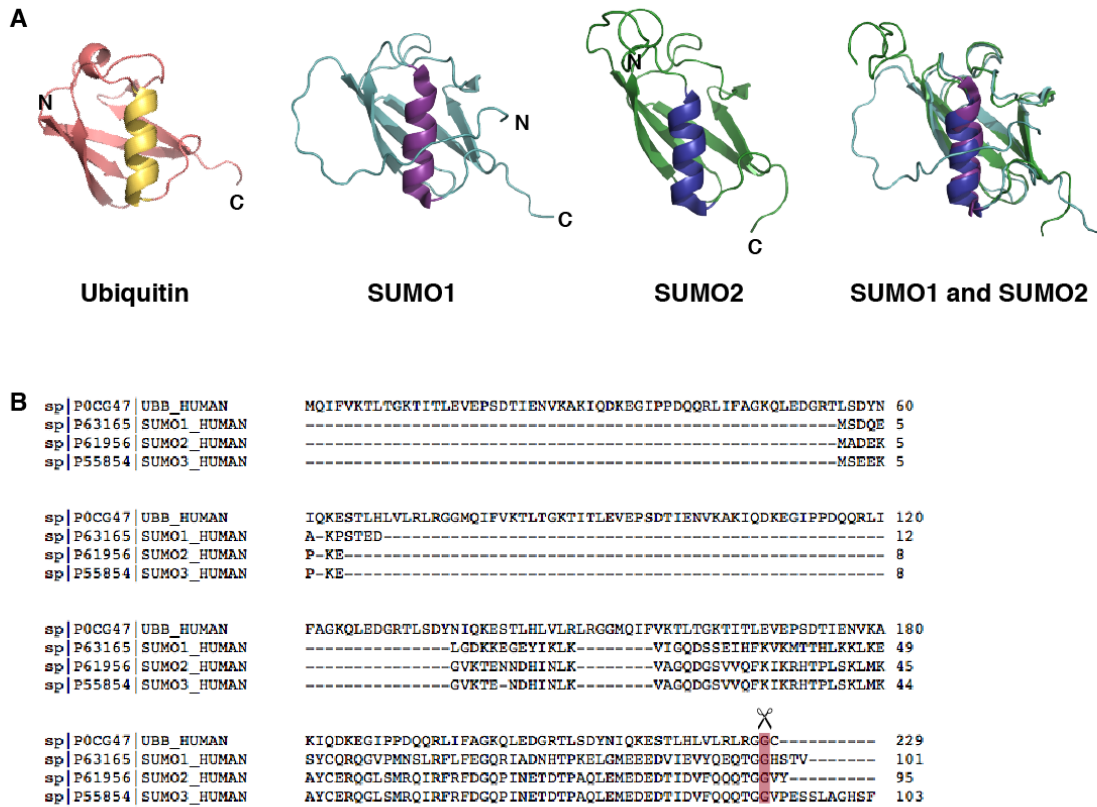 A
N
C
N
C
N
C
Ubiquitin
SUMO1
SUMO2
SUMO1 and SUMO2
B
sp|P0CG47|UBB_HUMAN MQIFVKTLTGKTITLEVEPSDTIENVKAKIQDKEGIPPDQQRLIFAGKQLEDGRTLSDYN 60
sp|P63165|SUMO1_HUMAN -------------------------------------------------------MSDQE 5
sp|P61956|SUMO2_HUMAN -------------------------------------------------------MADEK 5
sp|P55854|SUMO3_HUMAN -------------------------------------------------------MSEEK 5
sp|P0CG47|UBB_HUMAN IQKESTLHLVLRLRGGMQIFVKTLTGKTITLEVEPSDTIENVKAKIQDKEGIPPDQQRLI 120
sp|P63165|SUMO1_HUMAN A-KPSTED---------------------------------------------------- 12
sp|P61956|SUMO2_HUMAN P-KE-------------------------------------------------------- 8
sp|P55854|SUMO3_HUMAN P-KE-------------------------------------------------------- 8
sp|P0CG47|UBB_HUMAN FAGKQLEDGRTLSDYNIQKESTLHLVLRLRGGMQIFVKTLTGKTITLEVEPSDTIENVKA 180
sp|P63165|SUMO1_HUMAN ---------------LGDKKEGEYIKLK--------VIGQDSSEIHFKVKMTTHLKKLKE 49
sp|P61956|SUMO2_HUMAN ---------------GVKTENNDHINLK--------VAGQDGSVVQFKIKRHTPLSKLMK 45
sp|P55854|SUMO3_HUMAN ---------------GVKTE-NDHINLK--------VAGQDGSVVQFKIKRHTPLSKLMK 44
sp|P0CG47|UBB_HUMAN KIQDKEGIPPDQQRLIFAGKQLEDGRTLSDYNIQKESTLHLVLRLRGGC---------- 229
sp|P63165|SUMO1_HUMAN SYCQRQGVPMNSLRFLFEGQRIADNHTPKELGMEEEDVIEVYQEQTGGHSTV------- 101
sp|P61956|SUMO2_HUMAN AYCERQGLSMRQIRFRFDGQPINETDTPAQLEMEDEDTIDVFQQQTGGVY--------- 95
sp|P55854|SUMO3_HUMAN AYCERQGLSMRQIRFRFDGQPINETDTPAQLEMEDEDTIDVFQQQTGGVPESSLAGHSF 103